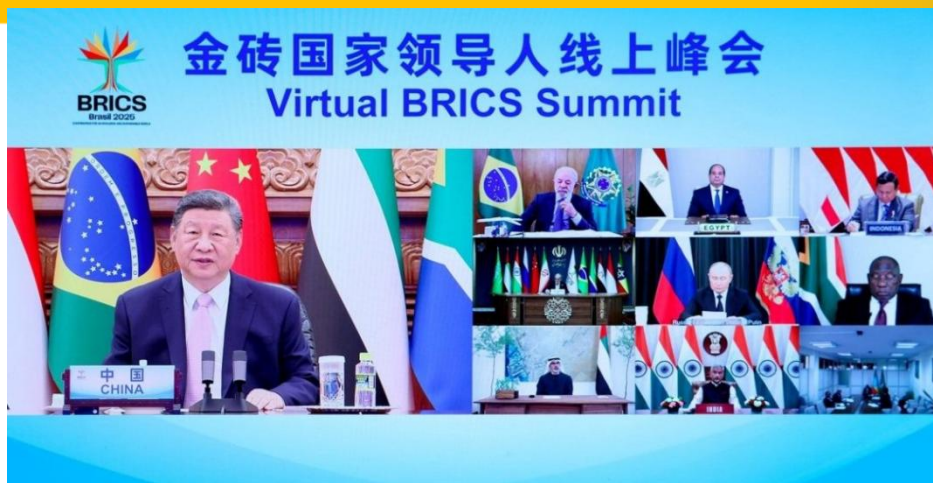 金砖国家领导人线上峰会
Virtual BRICS Summit
BRICS
Brasil 2025
中国
CHINA
EGYPT
INDONESIA
INDIA